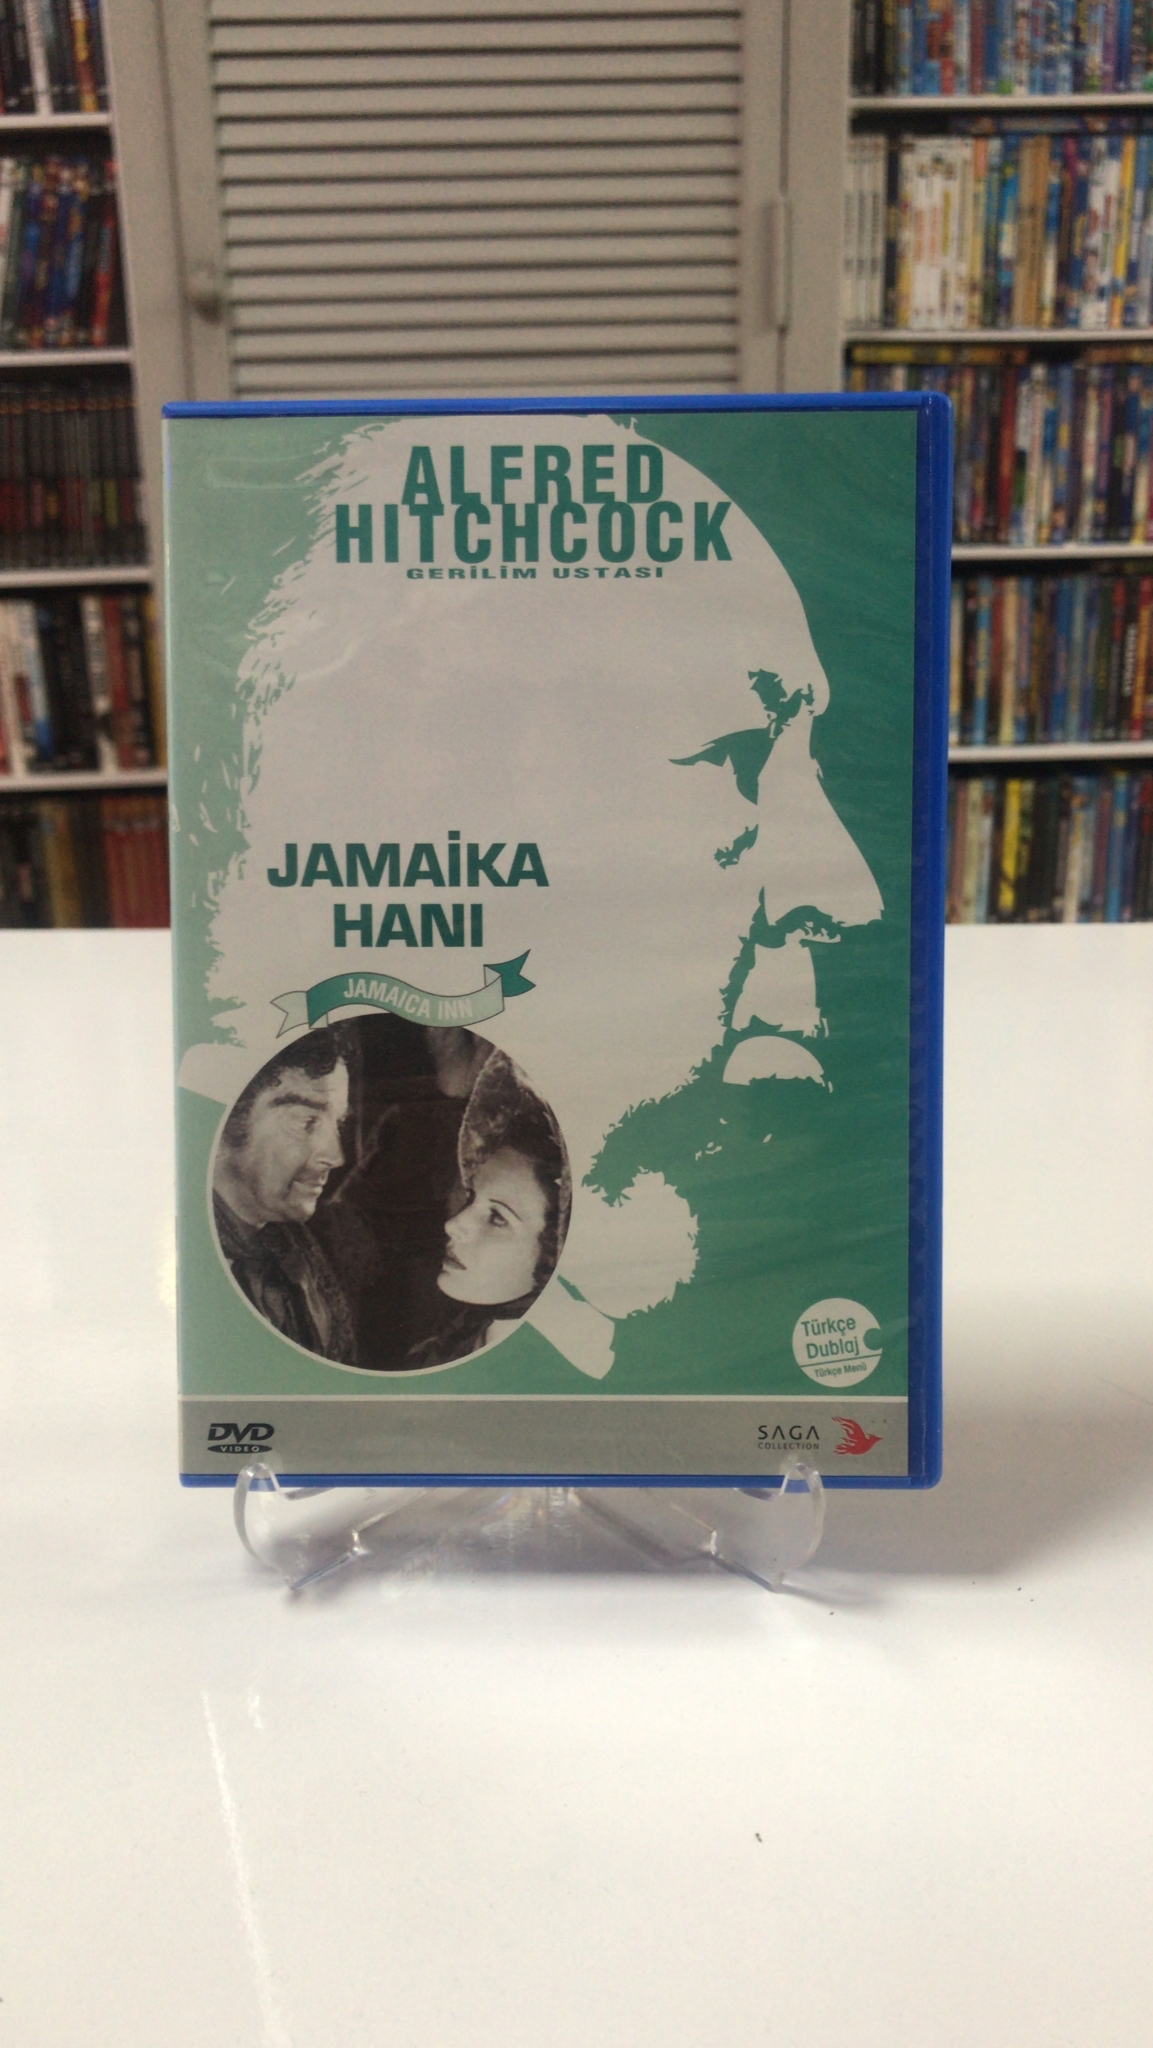 ALFRED
HITCHCOCK
GERİLİM USTASI
JAMAİKA
HANI
JAMAICA INN
Türkçe
Dublaj
Türkçe Menü
DVD
VIDEO
SAGA
COLLECTION